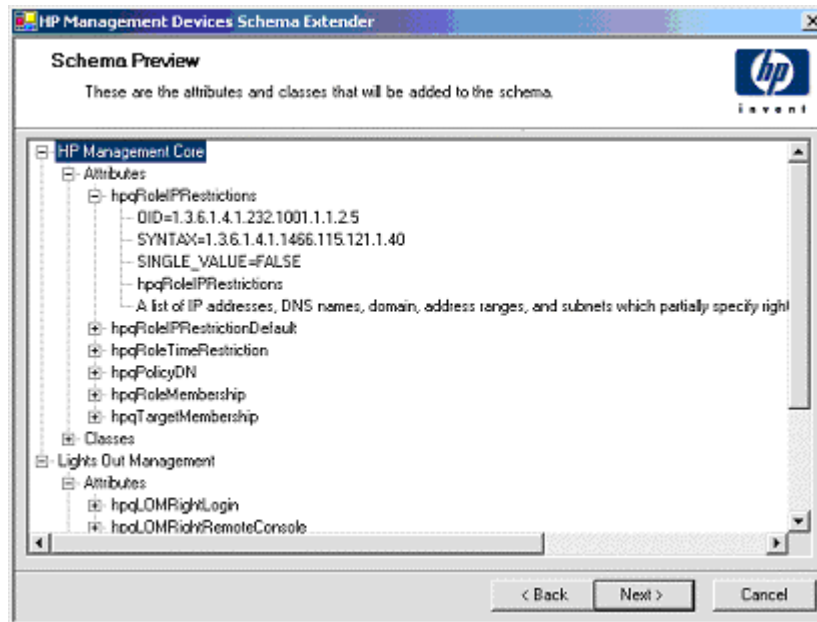 HP Management Devices Schema Extender
Schema Preview
These are the attributes and classes that will be added to the schema.
hp
invent
HP Management Core
Attributes
hpqRoleIPRestrictions
OID=1.3.6.1.4.1.232.1001.1.1.2.5
SYNTAX=1.3.6.1.4.1.1466.115.121.1.40
SINGLE_VALUE=FALSE
hpqRoleIPRestrictions
A list of IP addresses, DNS names, domain, address ranges, and subnets which partially specify right
hpqRoleIPRestrictionDefault
hpqRoleTimeRestriction
hpqPolicyDN
hpqRoleMembership
hpqTargetMembership
Classes
Lights Out Management
Attributes
hpqLOMRightLogin
hpqLOMRightRemoteConsole
< Back
Next >
Cancel